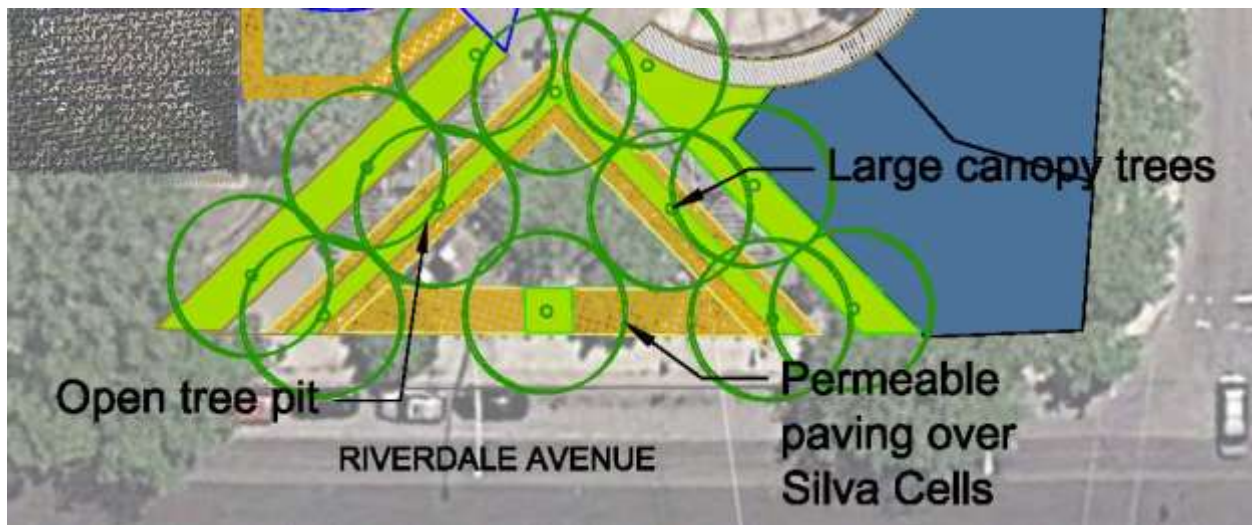 Large canopy trees
Open tree pit
Permeable
paving over
Silva Cells
RIVERDALE AVENUE